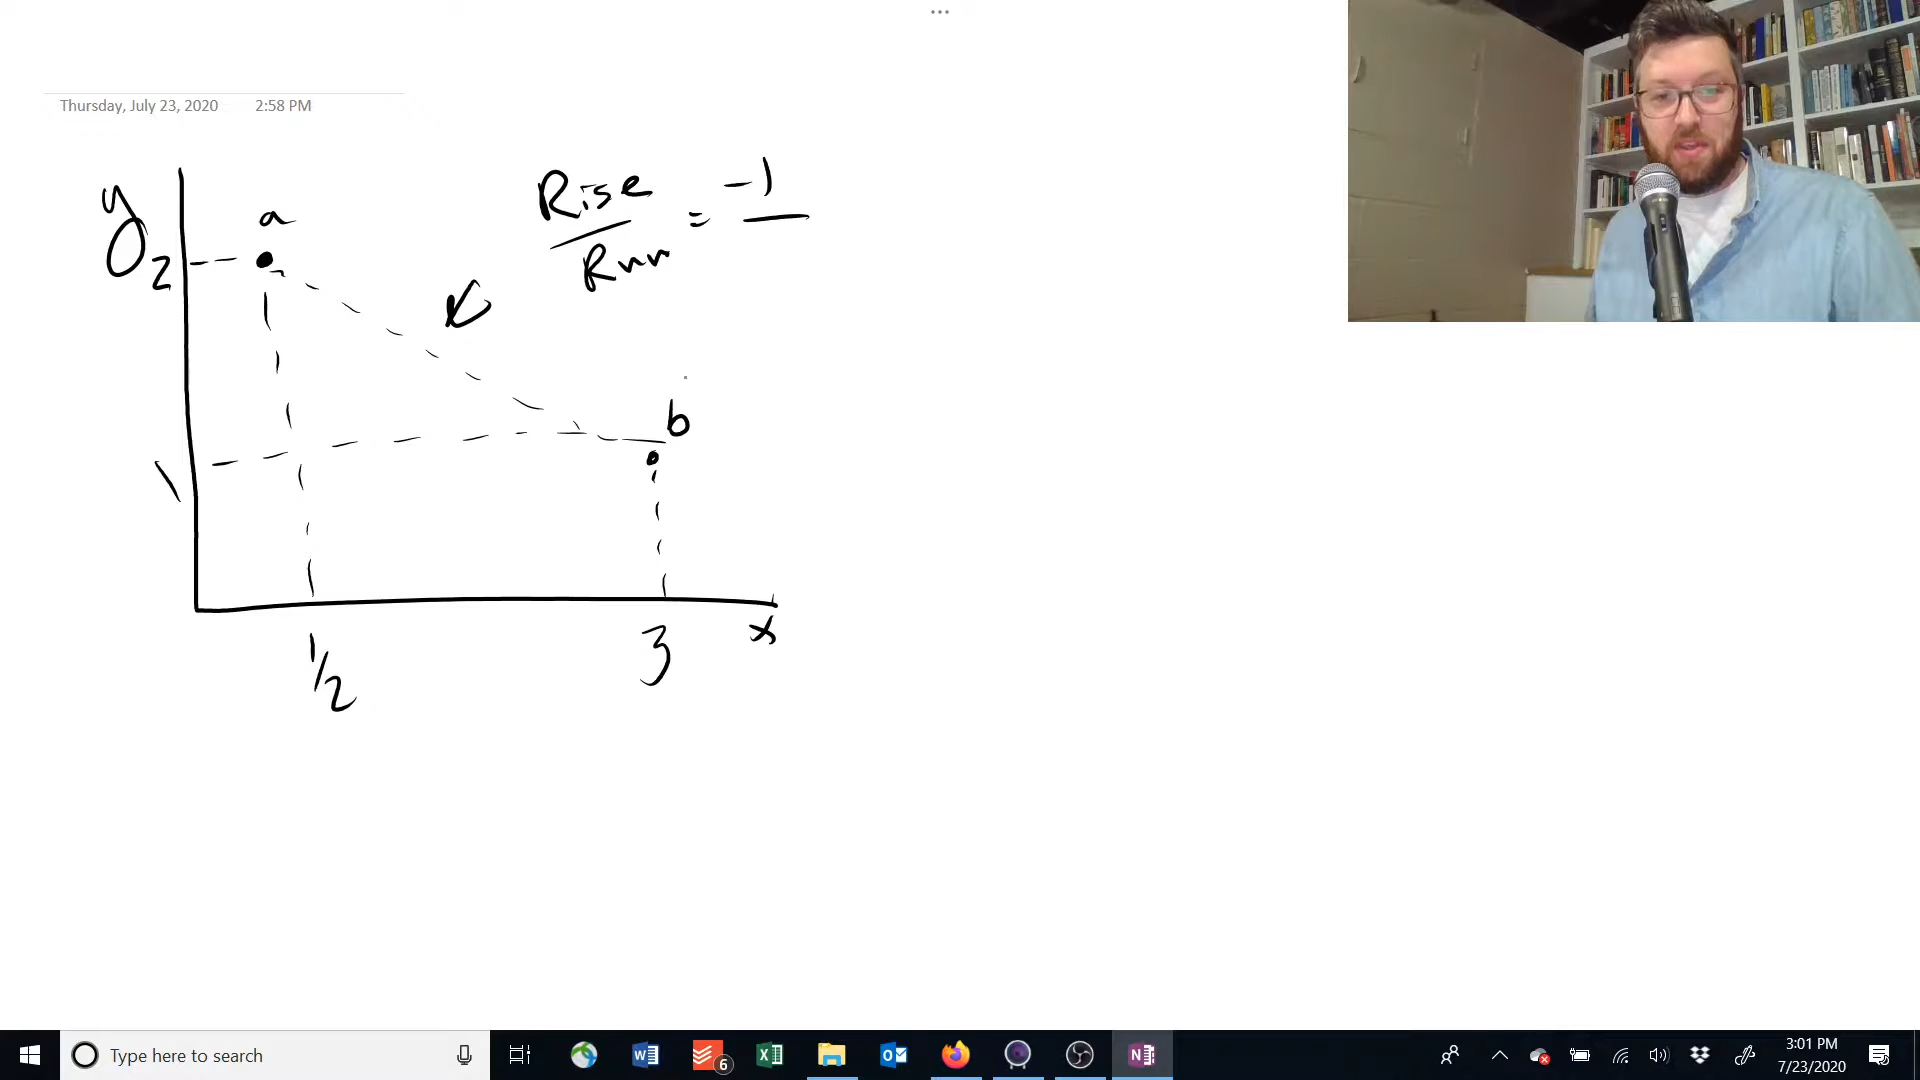 Thursday, July 23, 2020 2:58 PM
y
a
Rise
Run
= -1
2
b
1
1/2
3
x
Type here to search
6
3:01 PM
7/23/2020